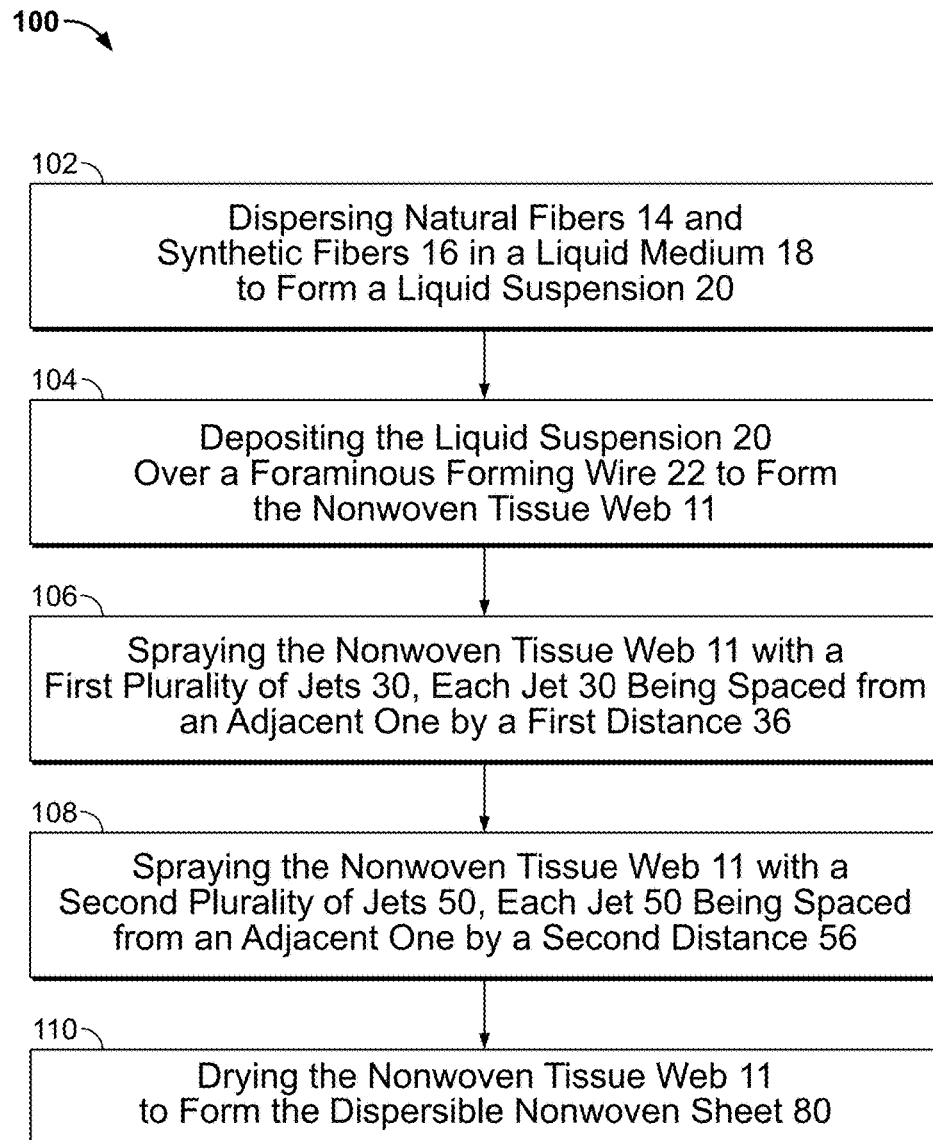 100
102
Dispersing Natural Fibers 14 and
Synthetic Fibers 16 in a Liquid Medium 18
to Form a Liquid Suspension 20
104
Depositing the Liquid Suspension 20
Over a Foraminous Forming Wire 22 to Form
the Nonwoven Tissue Web 11
106
Spraying the Nonwoven Tissue Web 11 with a
First Plurality of Jets 30, Each Jet 30 Being Spaced from
an Adjacent One by a First Distance 36
108
Spraying the Nonwoven Tissue Web 11 with a
Second Plurality of Jets 50, Each Jet 50 Being Spaced
from an Adjacent One by a Second Distance 56
110
Drying the Nonwoven Tissue Web 11
to Form the Dispersible Nonwoven Sheet 80